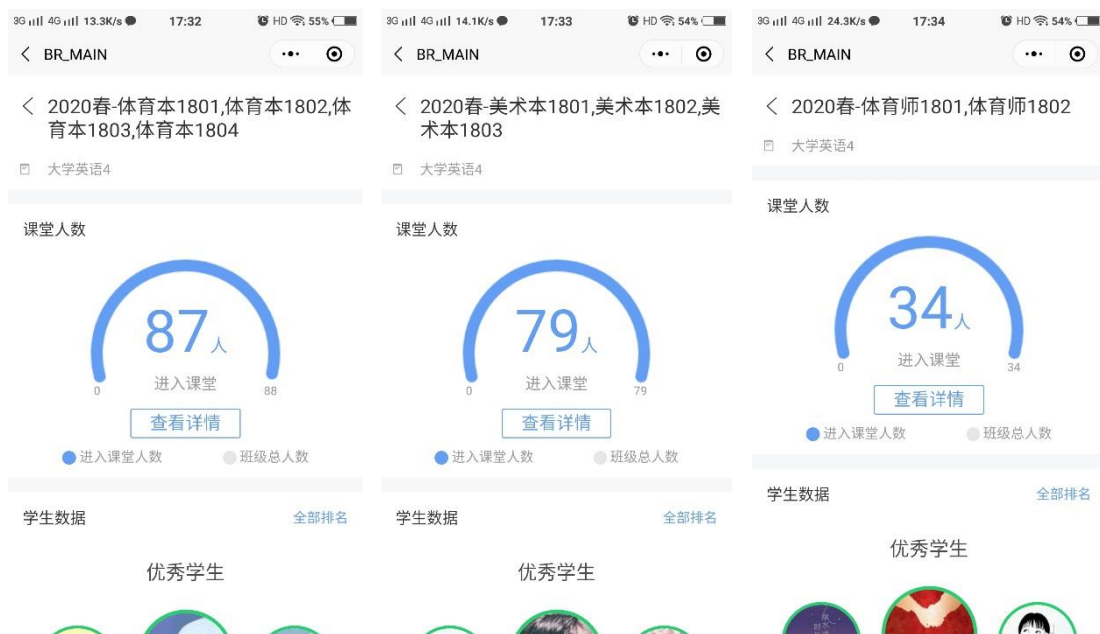 3G 4G 13.3K/s 17:32 HD 55%
BR_MAIN
2020春-体育本1801,体育本1802,体
育本1803,体育本1804
大学英语4
课堂人数
87人
进入课堂
0 88
查看详情
进入课堂人数 班级总人数
学生数据 全部排名
优秀学生
3G 4G 14.1K/s 17:33 HD 54%
BR_MAIN
2020春-美术本1801,美术本1802,美
术本1803
大学英语4
课堂人数
79人
进入课堂
0 79
查看详情
进入课堂人数 班级总人数
学生数据 全部排名
优秀学生
3G 4G 24.3K/s 17:34 HD 54%
BR_MAIN
2020春-体育师1801,体育师1802
大学英语4
课堂人数
34人
进入课堂
0 34
查看详情
进入课堂人数 班级总人数
学生数据 全部排名
优秀学生